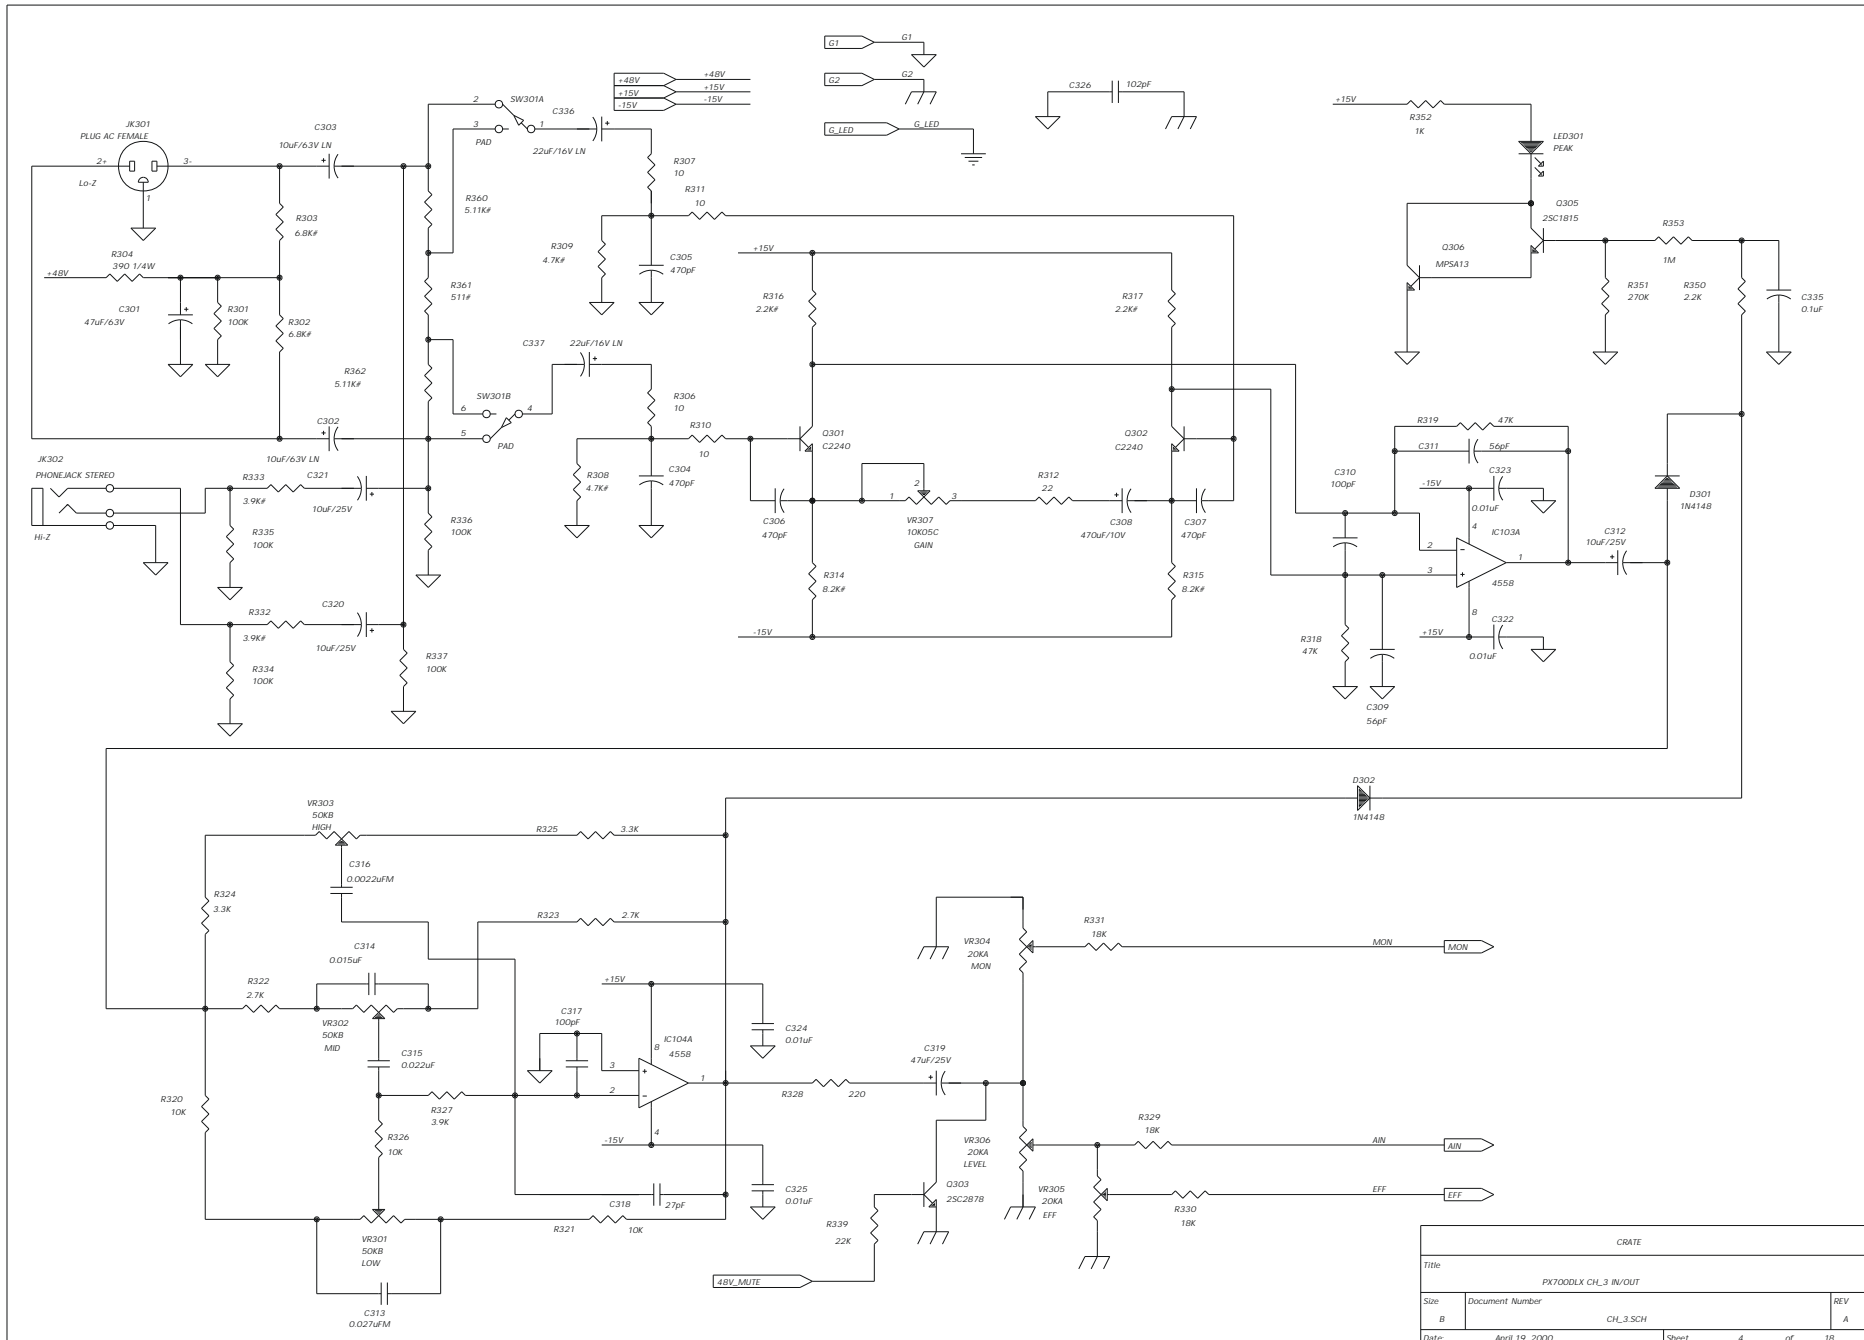 G1
G1
G2
G2
G_LED
G_LED
+48V
+48V
+15V
+15V
-15V
-15V
C326
102pF
+15V
R352
1K
LED301
PEAK
Q305
2SC1815
Q306
MPSA13
R353
1M
R351
270K
R350
2.2K
C335
0.1uF
JK301
PLUG AC FEMALE
2+
3-
1
Lo-Z
C303
10uF/63V LN
R303
6.8K#
R304
390 1/4W
+48V
C301
47uF/63V
R301
100K
R302
6.8K#
C302
10uF/63V LN
R360
5.11K#
R361
511#
R362
5.11K#
2
SW301A
3
1
PAD
C336
22uF/16V LN
R307
10
R311
10
R309
4.7K#
C305
470pF
C337
22uF/16V LN
SW301B
6
4
5
PAD
R306
10
R310
10
R308
4.7K#
C304
470pF
JK302
PHONEJACK STEREO
Hi-Z
R333
3.9K#
C321
10uF/25V
R335
100K
R336
100K
R332
3.9K#
C320
10uF/25V
R334
100K
R337
100K
+15V
R316
2.2K#
R317
2.2K#
Q301
C2240
Q302
C2240
C306
470pF
1
2
3
VR307
10K05C
GAIN
R312
22
C308
470uF/10V
C307
470pF
R314
8.2K#
R315
8.2K#
-15V
R319
47K
C311
56pF
C310
100pF
C323
-15V
0.01uF
4
IC103A
2
3
1
4558
8
C322
+15V
0.01uF
R318
47K
C309
56pF
C312
10uF/25V
D301
1N4148
D302
1N4148
VR303
50KB
HIGH
R325
3.3K
C316
0.0022uFM
R324
3.3K
R323
2.7K
C314
0.015uF
R322
2.7K
VR302
50KB
MID
C315
0.022uF
R320
10K
R327
3.9K
R326
10K
VR301
50KB
LOW
C313
0.027uFM
R321
10K
C318
27pF
C317
100pF
+15V
8
IC104A
4558
3
2
1
4
-15V
C324
0.01uF
C325
0.01uF
R328
220
C319
47uF/25V
VR304
20KA
MON
R331
18K
MON
MON
VR306
20KA
LEVEL
R329
18K
AIN
AIN
VR305
20KA
EFF
R330
18K
EFF
EFF
Q303
2SC2878
R339
22K
48V_MUTE
CRATE
Title
PX700DLX CH_3 IN/OUT
Size
Document Number
REV
B
CH_3.SCH
A
Date:
April 19, 2000
Sheet
4
of
18